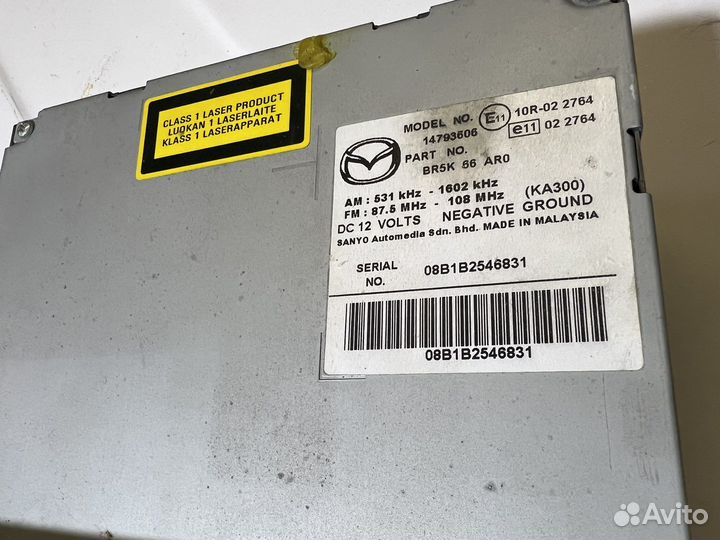 CLASS 1 LASER PRODUCT
LUOKAN 1 LASERLAITE
KLASS 1 LASERAPPARAT
MODEL NO.
14793606
PART NO.
BR5K 66 AR0
E11 10R-02 2764
e11 02 2764
AM : 531 kHz - 1602 kHz
FM : 87.5 MHz - 108 MHz (KA300)
DC 12 VOLTS NEGATIVE GROUND
SANYO Automedia Sdn. Bhd. MADE IN MALAYSIA
SERIAL NO. 08B1B2546831
08B1B2546831
Avito